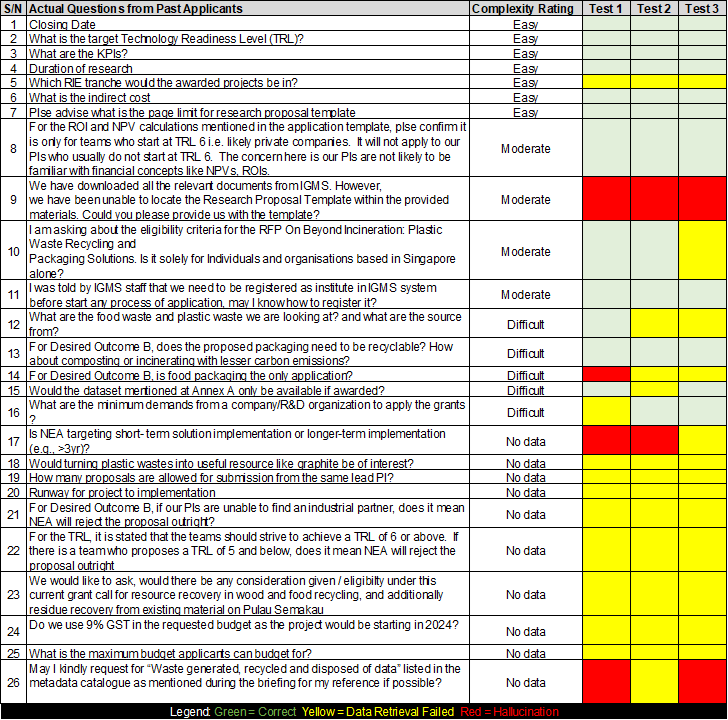 S/N Actual Questions from Past Applicants Complexity Rating Test 1 Test 2 Test 3
1 Closing Date Easy
2 What is the target Technology Readiness Level (TRL)? Easy
3 What are the KPIs? Easy
4 Duration of research Easy
5 Which RIE tranche would the awarded projects be in? Easy
6 What is the indirect cost Easy
7 Plse advise what is the page limit for research proposal template Easy
For the ROI and NPV calculations mentioned in the application template, plse confirm it
is only for teams who start at TRL 6 i.e. likely private companies. It will not apply to our
8 PIs who usually do not start at TRL 6. The concern here is our PIs are not likely to be Moderate
familiar with financial concepts like NPVs, ROIs.
We have downloaded all the relevant documents from IGMS. However,
9 we have been unable to locate the Research Proposal Template within the provided Moderate
materials. Could you please provide us with the template?
I am asking about the eligibility criteria for the RFP On Beyond Incineration: Plastic
10 Waste Recycling and Moderate
Packaging Solutions. Is it solely for Individuals and organisations based in Singapore
alone?
11 I was told by IGMS staff that we need to be registered as institute in IGMS system Moderate
before start any process of application, may I know how to register it?
12 What are the food waste and plastic waste we are looking at? and what are the source Difficult
from?
13 For Desired Outcome B, does the proposed packaging need to be recyclable? How Difficult
about composting or incinerating with lesser carbon emissions?
14 For Desired Outcome B, is food packaging the only application? Difficult
15 Would the dataset mentioned at Annex A only be available if awarded? Difficult
16 What are the minimum demands from a company/R&D organization to apply the grants Difficult
?
17 Is NEA targeting short- term solution implementation or longer-term implementation No data
(e.g., >3yr)?
18 Would turning plastic wastes into useful resource like graphite be of interest? No data
19 How many proposals are allowed for submission from the same lead PI? No data
20 Runway for project to implementation No data
21 For Desired Outcome B, if our PIs are unable to find an industrial partner, does it mean No data
NEA will reject the proposal outright?
For the TRL, it is stated that the teams should strive to achieve a TRL of 6 or above. If
22 there is a team who proposes a TRL of 5 and below, does it mean NEA will reject the No data
proposal outright
We would like to ask, would there be any consideration given / eligibilty under this
23 current grant call for resource recovery in wood and food recycling, and additionally No data
residue recovery from existing material on Pulau Semakau
24 Do we use 9% GST in the requested budget as the project would be starting in 2024? No data
25 What is the maximum budget applicants can budget for? No data
26 May I kindly request for “Waste generated, recycled and disposed of data” listed in the No data
metadata catalogue as mentioned during the briefing for my reference if possible?
Legend: Green = Correct Yellow = Data Retrieval Failed Red = Hallucination